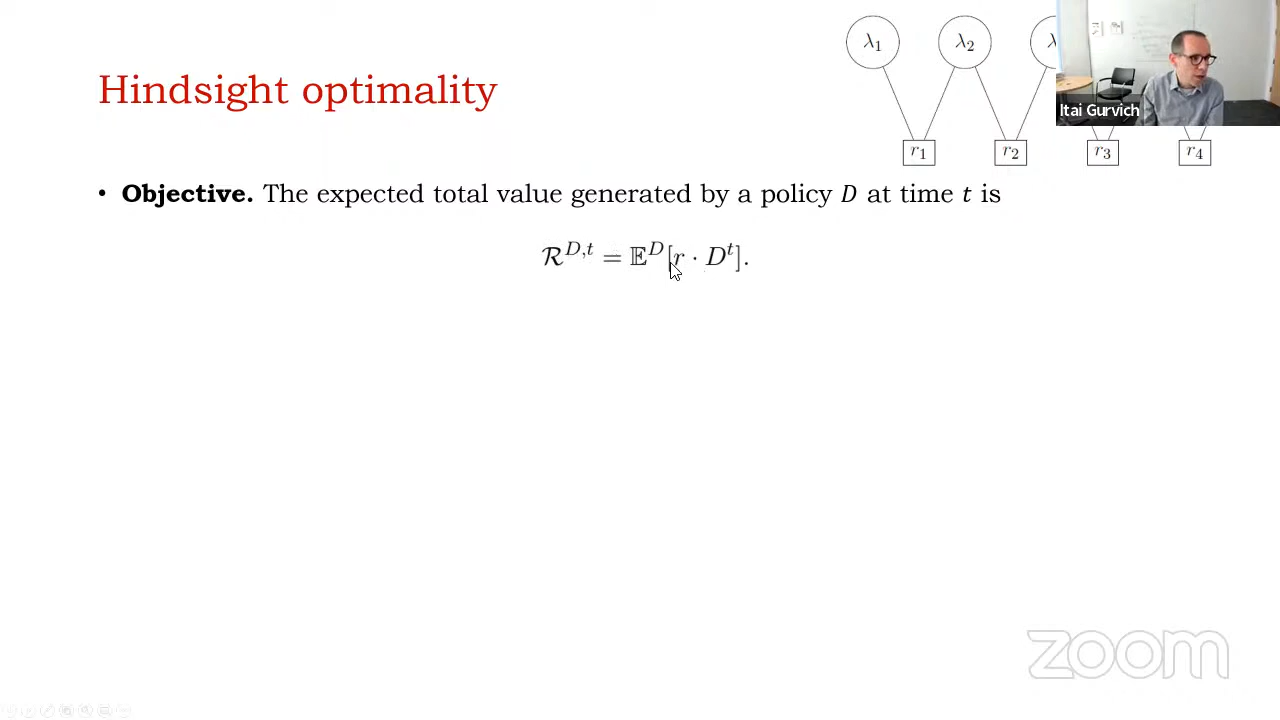 λ₁ λ₂ λ
Hindsight optimality
Itai Gurvich
r₁ r₂ r₃ r₄
• Objective. The expected total value generated by a policy D at time t is
ℛ^{D,t} = 𝔼^D[r · D^t].
zoom